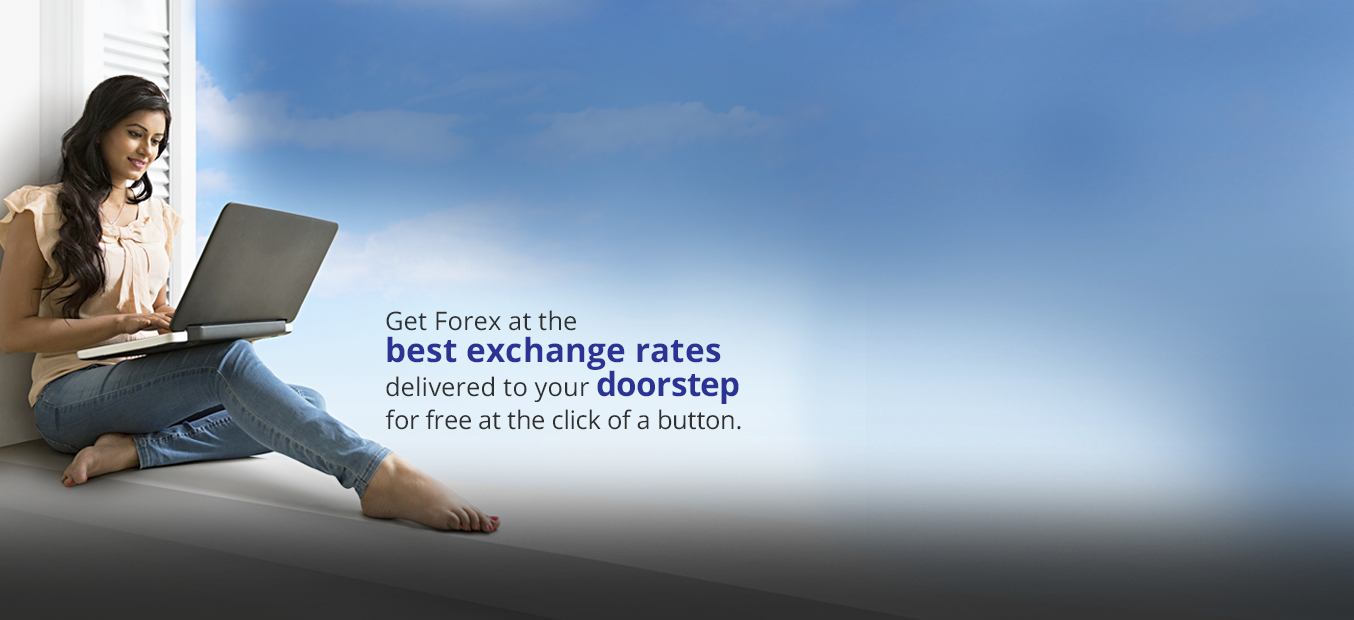 Get Forex at the
best exchange rates
delivered to your doorstep
for free at the click of a button.